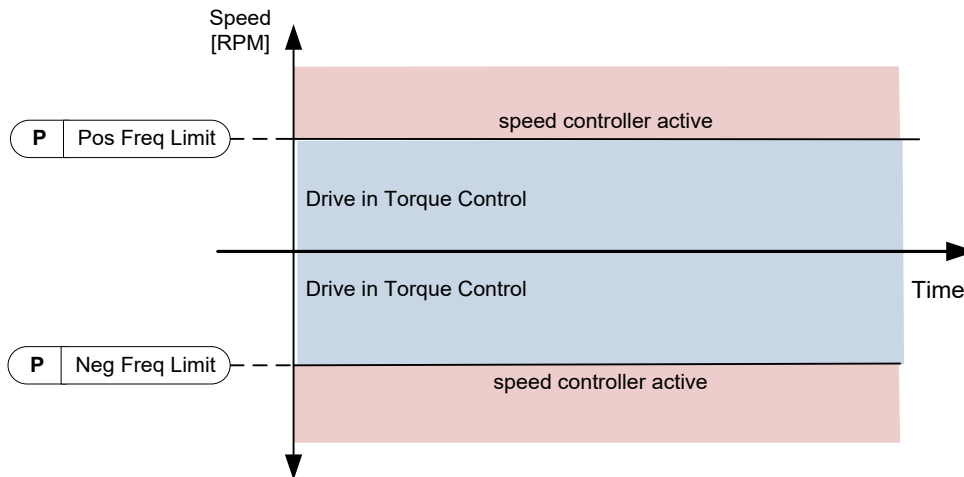 Speed
[RPM]
speed controller active
P Pos Freq Limit
Drive in Torque Control
Drive in Torque Control
Time
P Neg Freq Limit
speed controller active